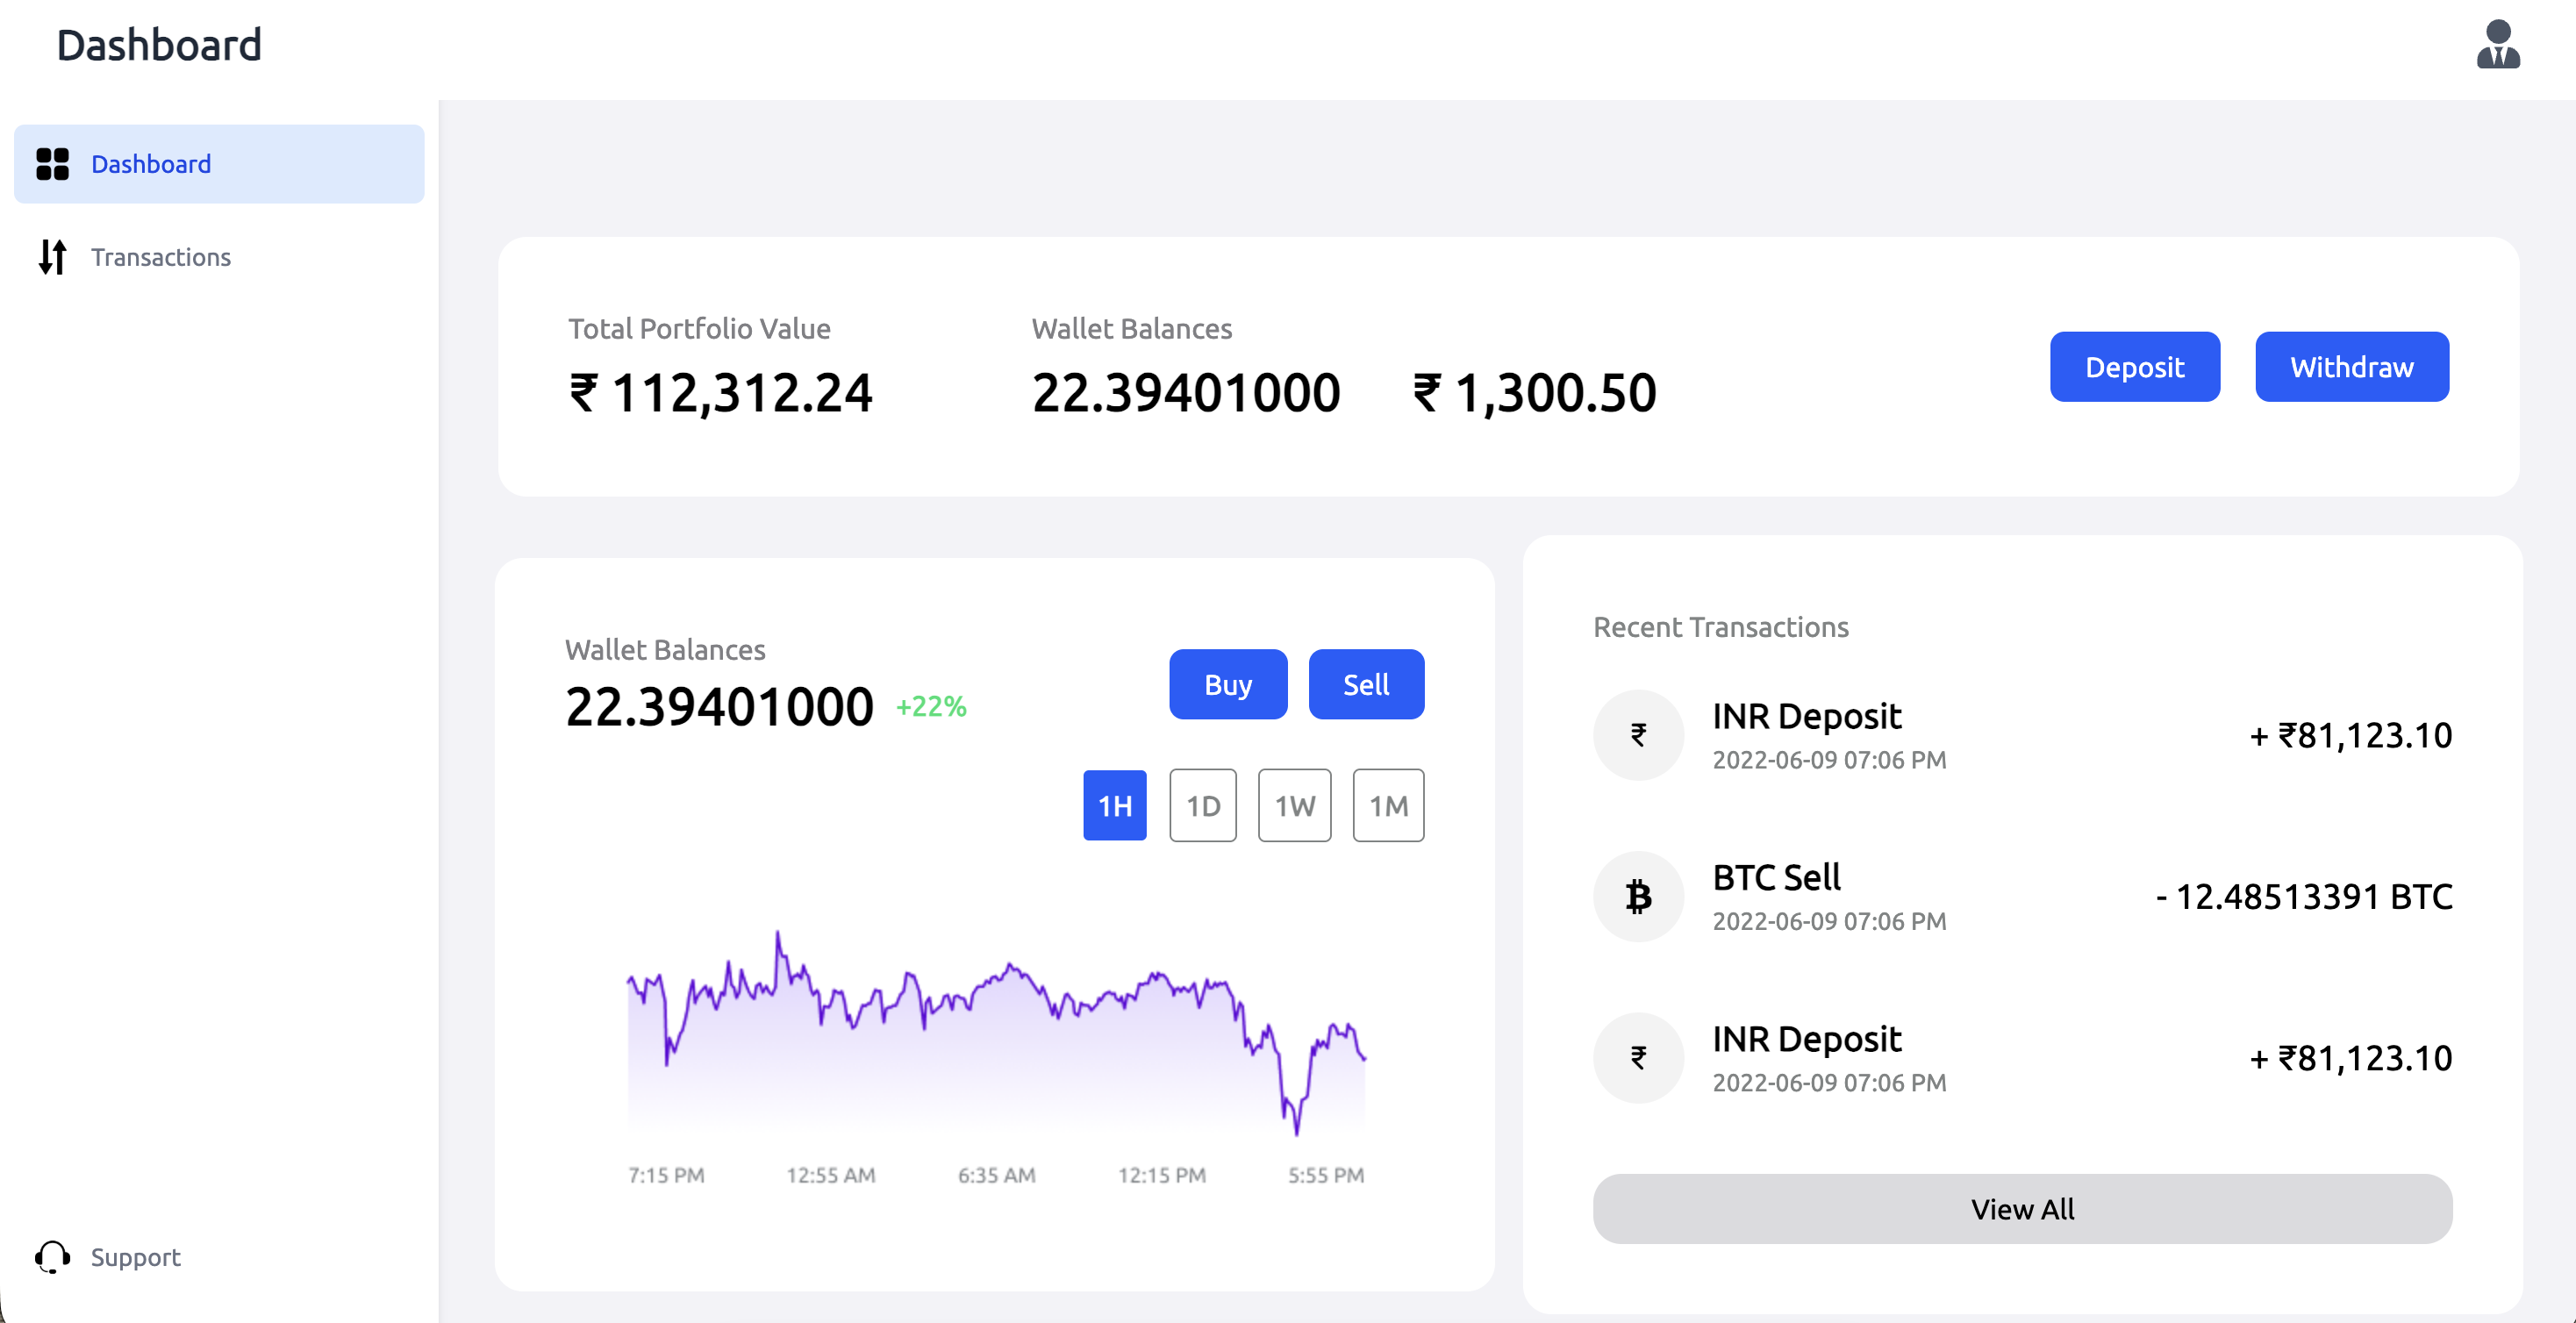 Dashboard
Dashboard
Transactions
Support
Total Portfolio Value
₹ 112,312.24
Wallet Balances
22.39401000 ₹ 1,300.50
Deposit Withdraw
Wallet Balances
22.39401000 +22%
Buy Sell
1H 1D 1W 1M
7:15 PM 12:55 AM 6:35 AM 12:15 PM 5:55 PM
Recent Transactions
₹ INR Deposit + ₹81,123.10
2022-06-09 07:06 PM
₿ BTC Sell - 12.48513391 BTC
2022-06-09 07:06 PM
₹ INR Deposit + ₹81,123.10
2022-06-09 07:06 PM
View All